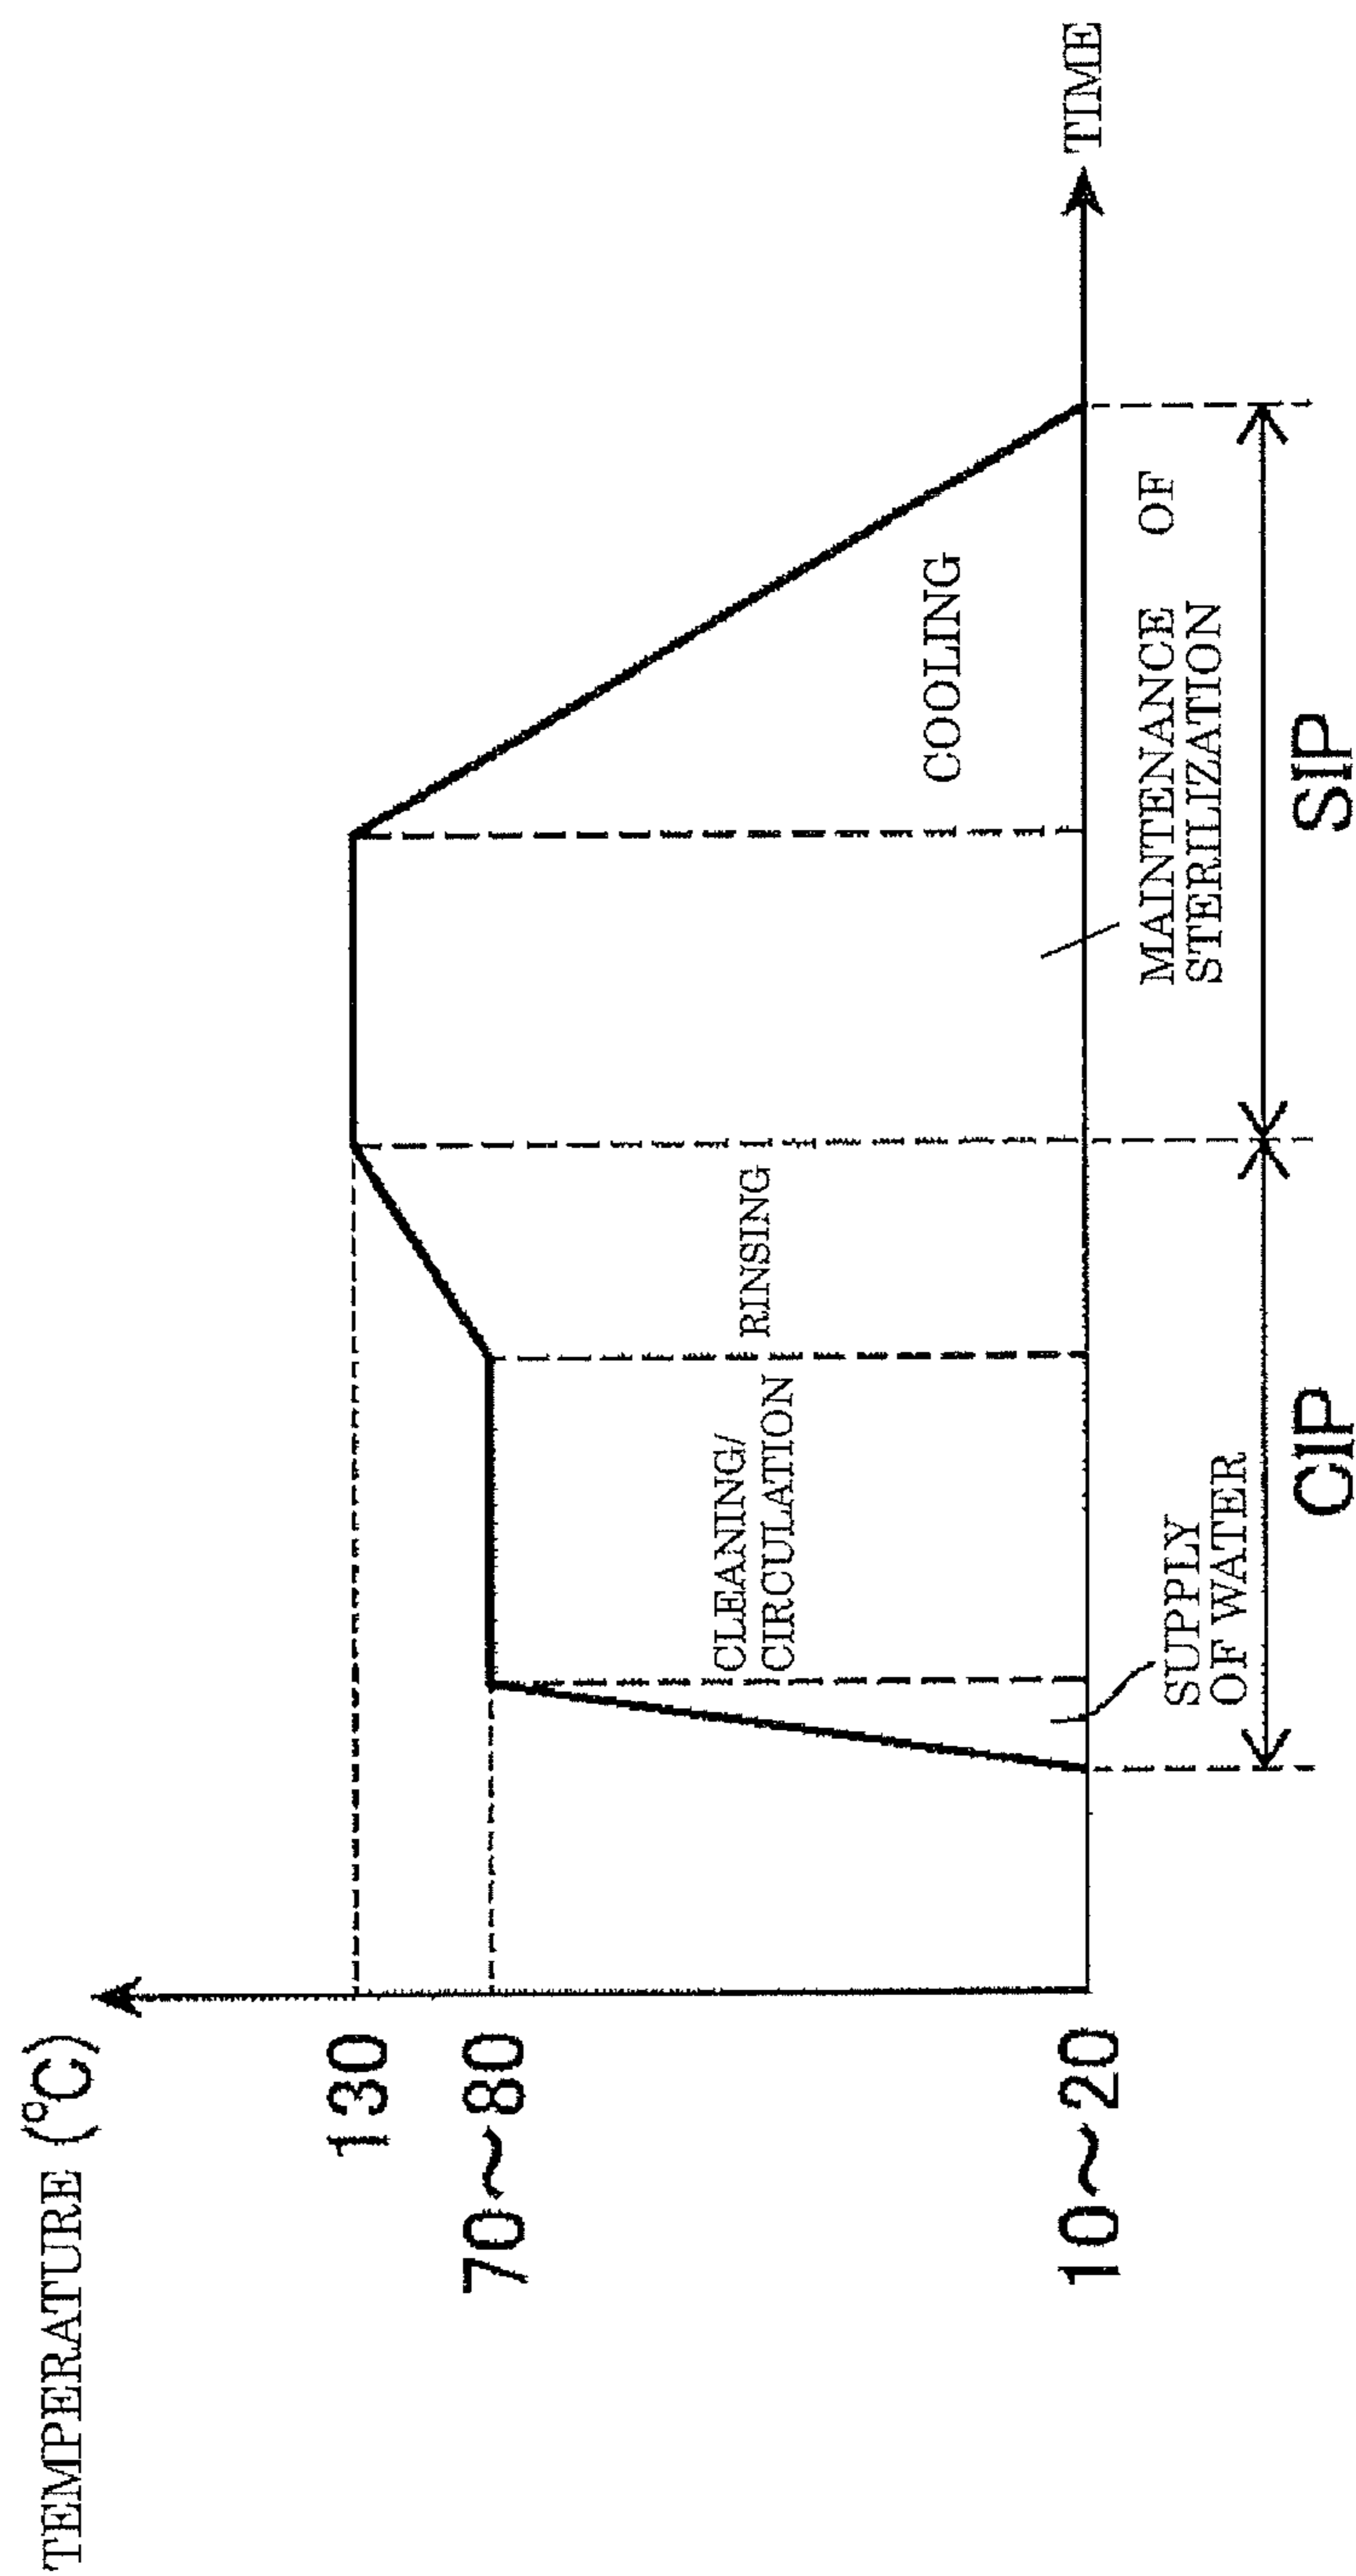 TEMPERATURE (°C)
130
70～80
10～20
CLEANING/
CIRCULATION
RINSING
COOLING
TIME
SUPPLY
OF WATER
MAINTENANCE OF
STERILIZATION
CIP
SIP